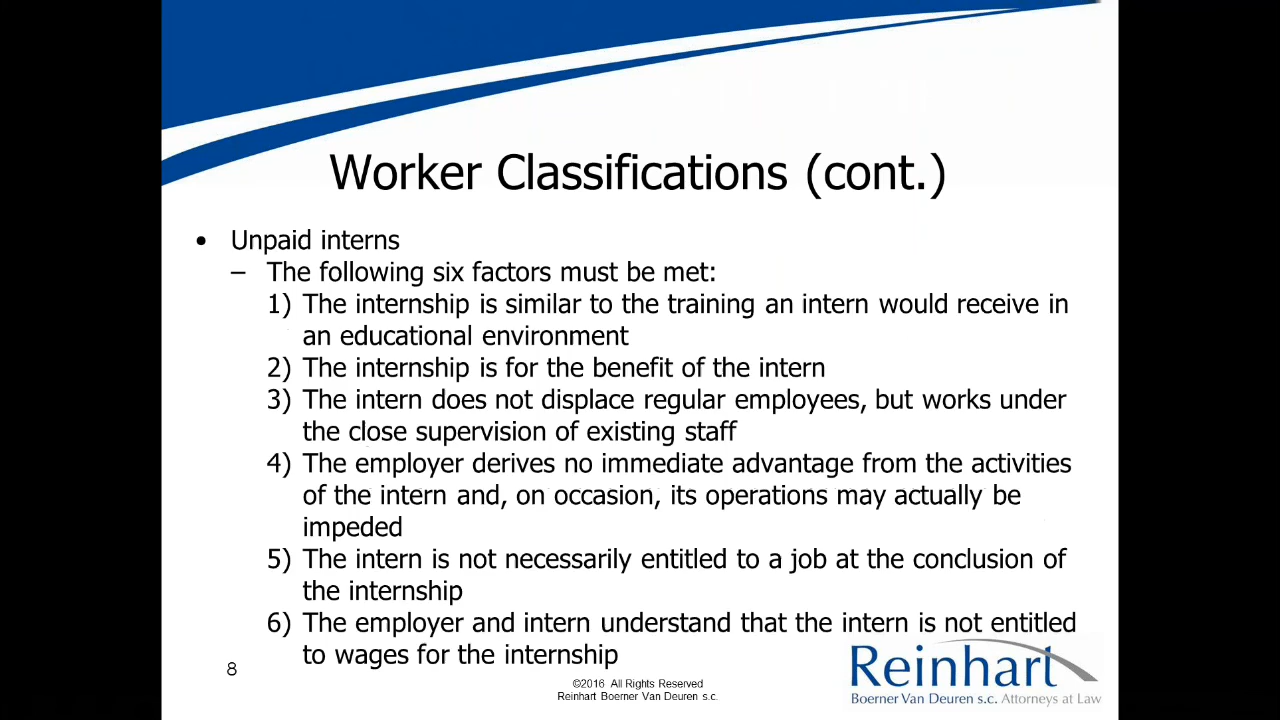 Worker Classifications (cont.)
• Unpaid interns
– The following six factors must be met:
1) The internship is similar to the training an intern would receive in
an educational environment
2) The internship is for the benefit of the intern
3) The intern does not displace regular employees, but works under
the close supervision of existing staff
4) The employer derives no immediate advantage from the activities
of the intern and, on occasion, its operations may actually be
impeded
5) The intern is not necessarily entitled to a job at the conclusion of
the internship
6) The employer and intern understand that the intern is not entitled
to wages for the internship
8
©2016 All Rights Reserved
Reinhart Boerner Van Deuren s.c.
Reinhart
Boerner Van Deuren s.c. Attorneys at Law